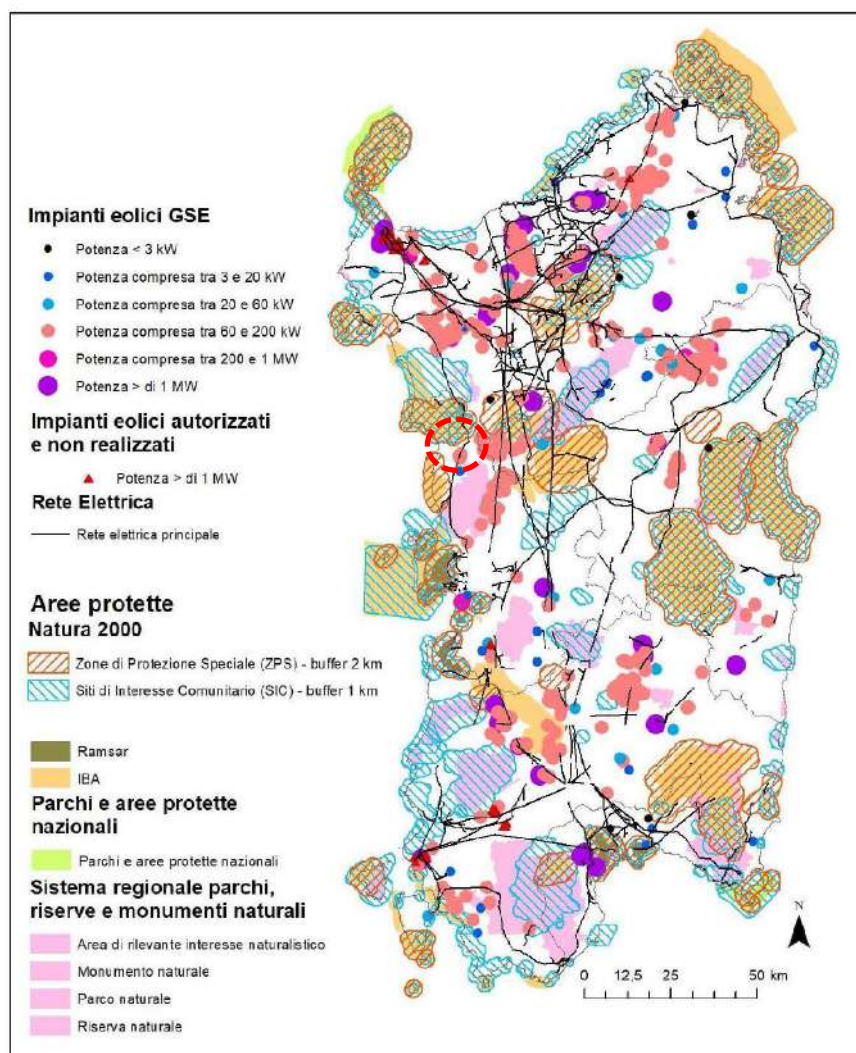 Impianti eolici GSE
Potenza < 3 kW
Potenza compresa tra 3 e 20 kW
Potenza compresa tra 20 e 60 kW
Potenza compresa tra 60 e 200 kW
Potenza compresa tra 200 e 1 MW
Potenza > di 1 MW
Impianti eolici autorizzati
e non realizzati
Potenza > di 1 MW
Rete Elettrica
Rete elettrica principale
Aree protette
Natura 2000
Zone di Protezione Speciale (ZPS) - buffer 2 km
Siti di Interesse Comunitario (SIC) - buffer 1 km
Ramsar
IBA
Parchi e aree protette
nazionali
Parchi e aree protette nazionali
Sistema regionale parchi,
riserve e monumenti naturali
Area di rilevante interesse naturalistico
Monumento naturale
Parco naturale
Riserva naturale
N
0 12,5 25 50 km